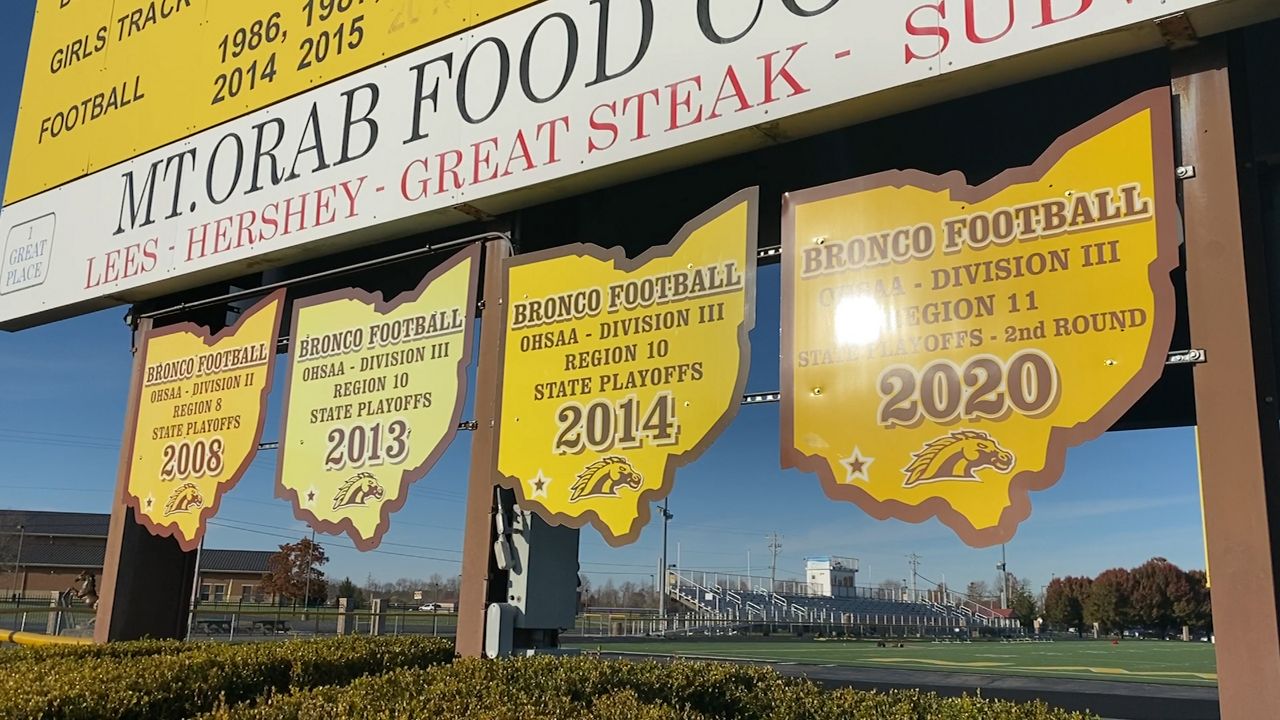 GIRLS TRACK
1986, 1987,
2014 2015
FOOTBALL
MT.ORAB FOOD
LEES - HERSHEY - GREAT STEAK -
1
GREAT
PLACE
BRONCO FOOTBALL
OHSAA - DIVISION II
REGION 8
STATE PLAYOFFS
2008
BRONCO FOOTBALL
OHSAA - DIVISION III
REGION 10
STATE PLAYOFFS
2013
BRONCO FOOTBALL
OHSAA - DIVISION III
REGION 10
STATE PLAYOFFS
2014
BRONCO FOOTBALL
OHSAA - DIVISION III
REGION 11
STATE PLAYOFFS - 2nd ROUND
2020